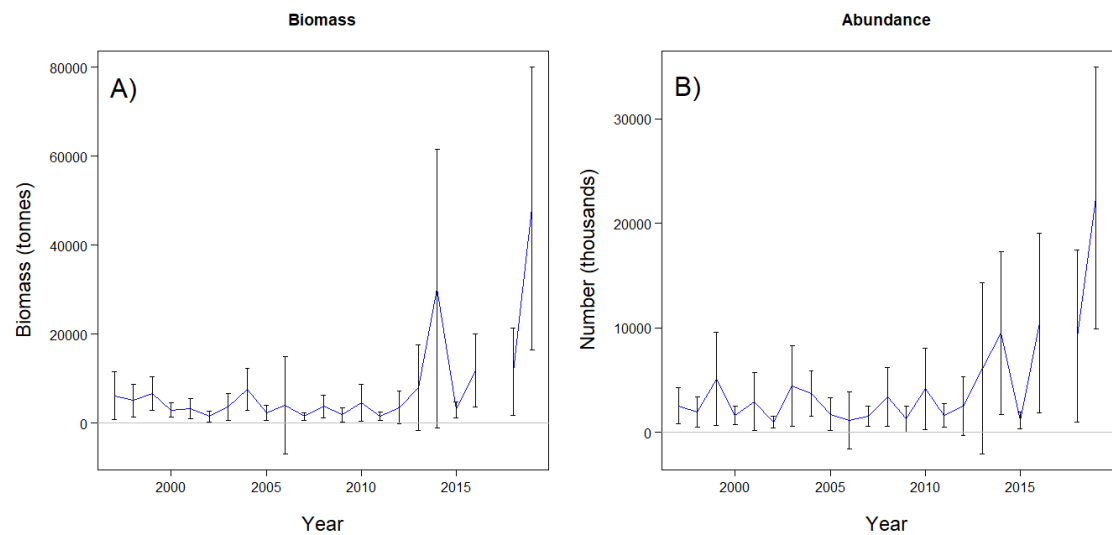 Biomass
A)
Biomass (tonnes)
80000
60000
40000
20000
0
2000 2005 2010 2015
Year
Abundance
B)
Number (thousands)
30000
20000
10000
0
2000 2005 2010 2015
Year